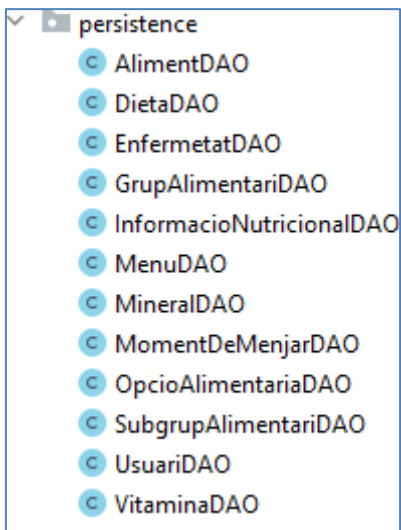 persistence
C AlimentDAO
C DietaDAO
C EnfermetatDAO
C GrupAlimentariDAO
C InformacioNutricionalDAO
C MenuDAO
C MineralDAO
C MomentDeMenjarDAO
C OpcioAlimentariaDAO
C SubgrupAlimentariDAO
C UsuariDAO
C VitaminaDAO